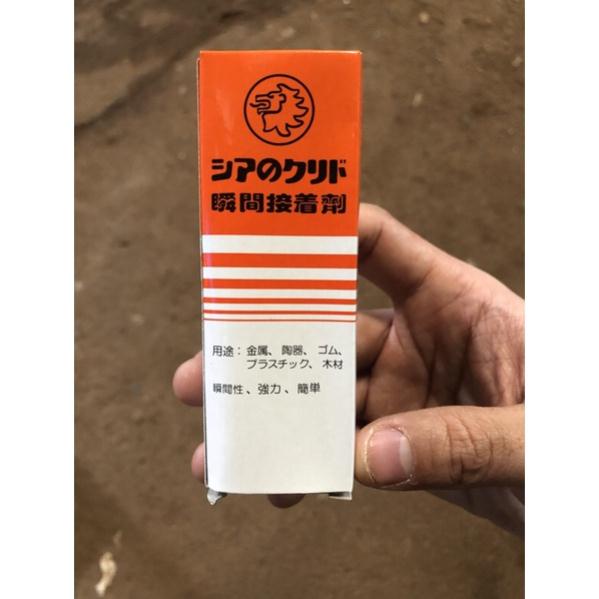 シアのクリド
瞬間接着劑
用途：金属、陶器、ゴム、
プラスチック、木材
瞬間性、強力、簡単